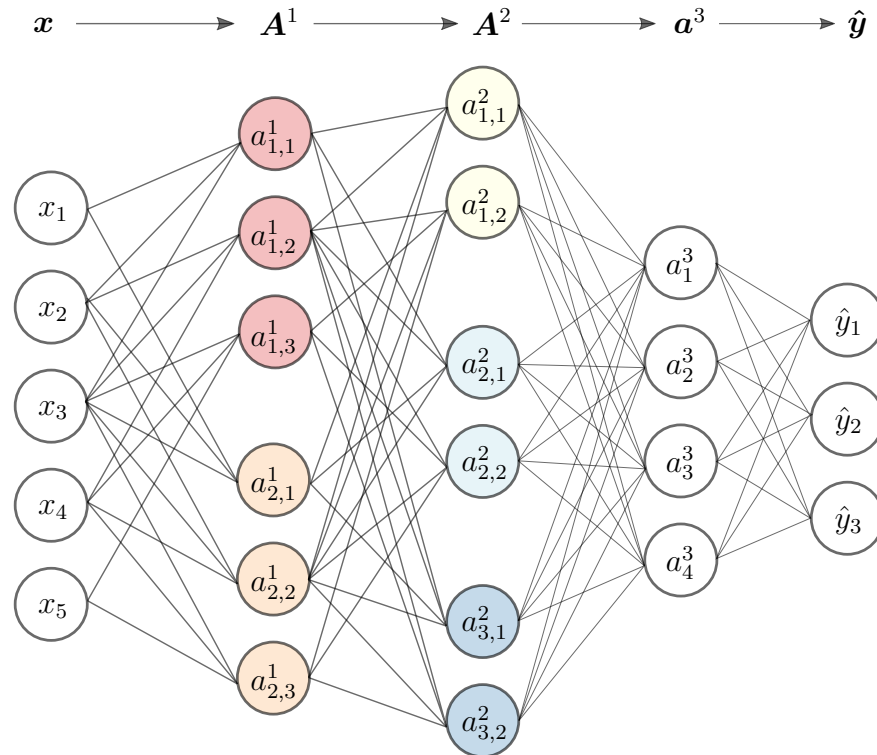 x A¹ A² a³ ŷ
a²₁,₁
a¹₁,₁
x₁
a²₁,₂
a¹₁,₂
a³₁
x₂
a¹₁,₃
ŷ₁
a²₂,₁
a³₂
x₃
ŷ₂
a¹₂,₁
a²₂,₂
a³₃
x₄
ŷ₃
a¹₂,₂
a³₄
x₅
a²₃,₁
a¹₂,₃
a²₃,₂